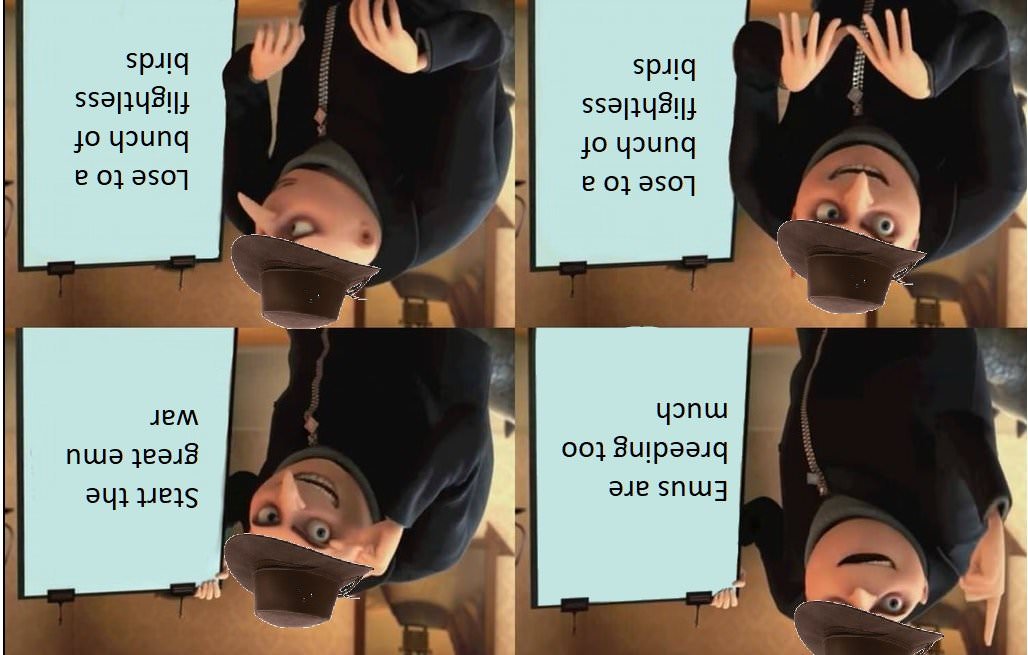 Emus are
breeding too
much
Start the
great emu
war
Lose to a
bunch of
flightless
birds
Lose to a
bunch of
flightless
birds